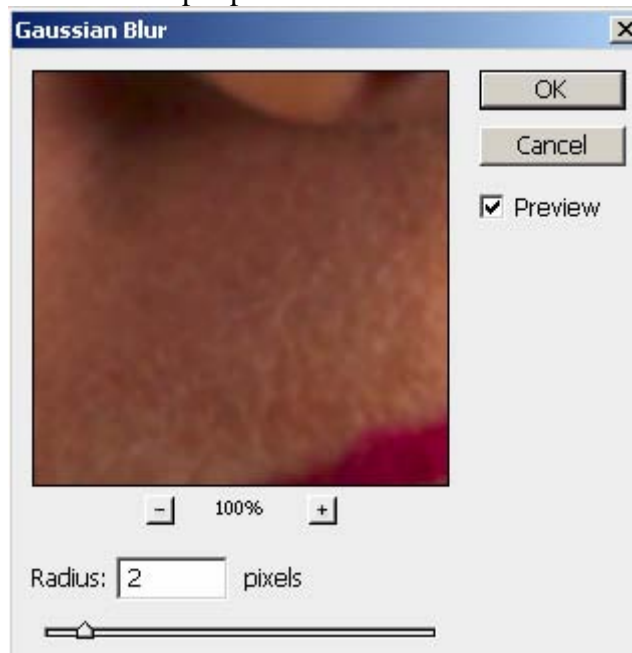 Gaussian Blur
OK
Cancel
Preview
- 100% +
Radius: 2 pixels